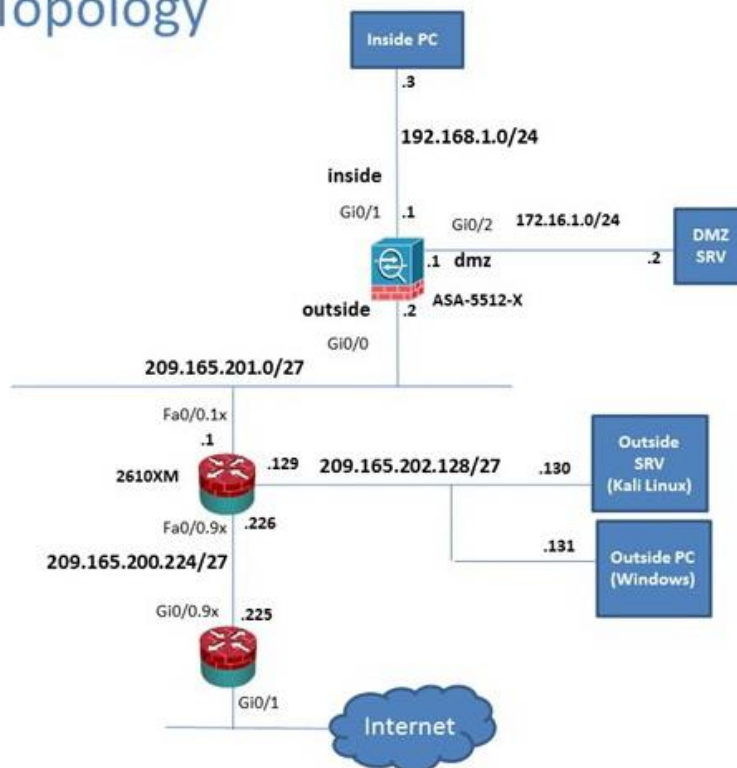 Topology
Inside PC
.3
192.168.1.0/24
inside
Gi0/1
.1
Gi0/2
172.16.1.0/24
DMZ
SRV
.1
dmz
.2
ASA-5512-X
outside
.2
Gi0/0
209.165.201.0/27
Fa0/0.1x
.1
2610XM
.129
209.165.202.128/27
.130
Outside
SRV
(Kali Linux)
Fa0/0.9x
.226
209.165.200.224/27
.131
Outside PC
(Windows)
Gi0/0.9x
.225
Gi0/1
Internet